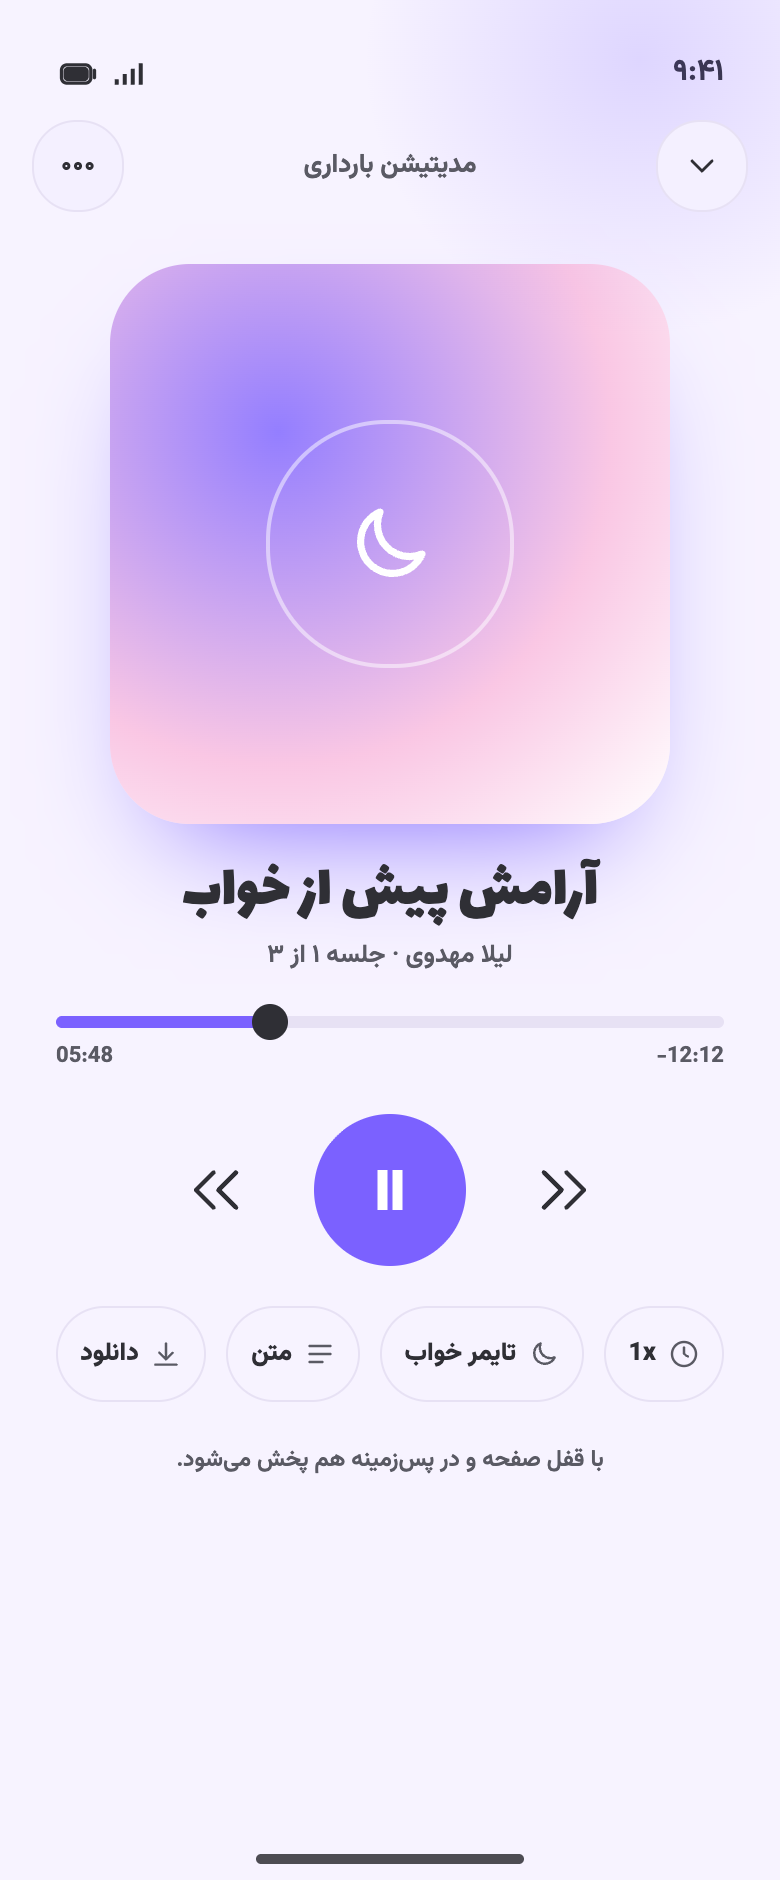 ۹:۴۱
مدیتیشن بارداری
آرامش پیش از خواب
لیلا مهدوی · جلسه ۱ از ۳
05:48
−12:12
1x
تایمر خواب
متن
دانلود
با قفل صفحه و در پس‌زمینه هم پخش می‌شود.